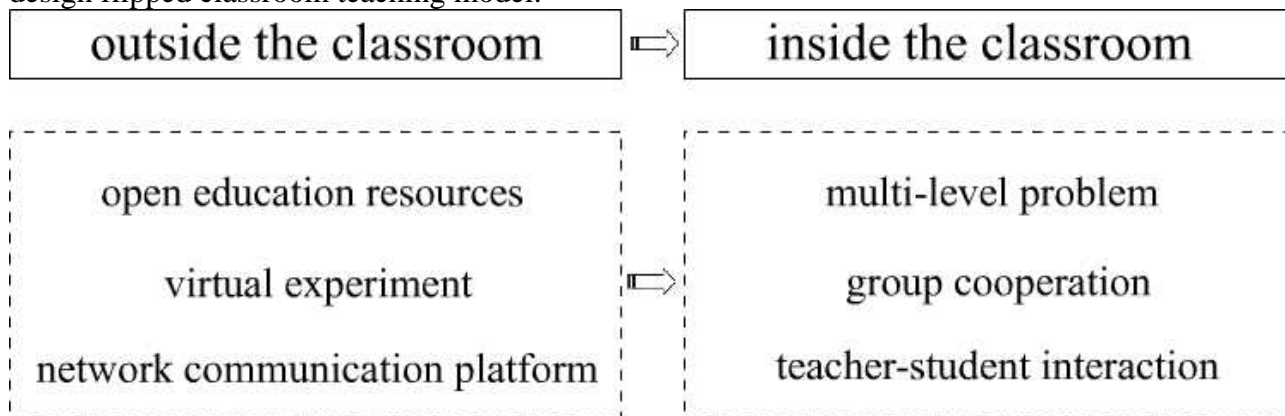 design flipped classroom teaching model.
outside the classroom
inside the classroom
open education resources
virtual experiment
network communication platform
multi-level problem
group cooperation
teacher-student interaction